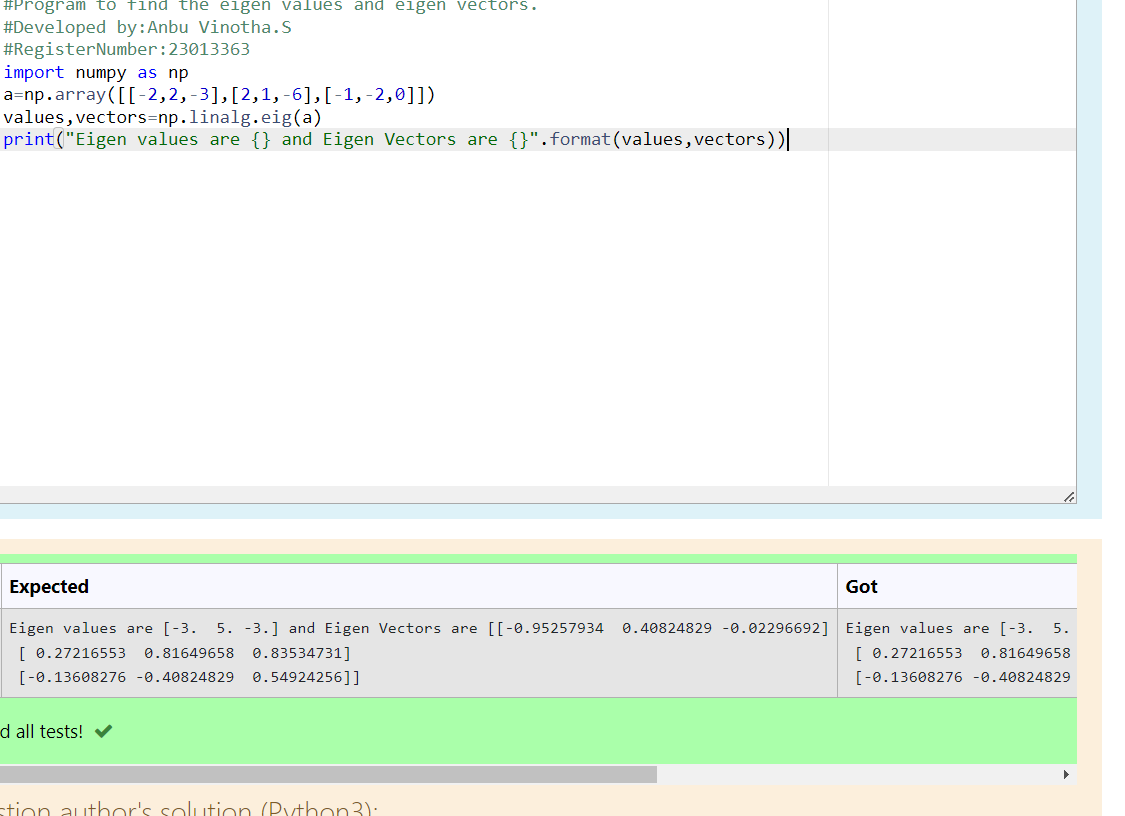 #Program to find the eigen values and eigen vectors.
#Developed by:Anbu Vinotha.S
#RegisterNumber:23013363
import numpy as np
a=np.array([[-2,2,-3],[2,1,-6],[-1,-2,0]])
values,vectors=np.linalg.eig(a)
print("Eigen values are {} and Eigen Vectors are {}".format(values,vectors))
Expected
Eigen values are [-3.  5. -3.] and Eigen Vectors are [[-0.95257934  0.40824829 -0.02296692]
[ 0.27216553  0.81649658  0.83534731]
[-0.13608276 -0.40824829  0.54924256]]
Got
Eigen values are [-3.  5.
[ 0.27216553  0.81649658
[-0.13608276 -0.40824829
d all tests!
stion author's solution (Python3):